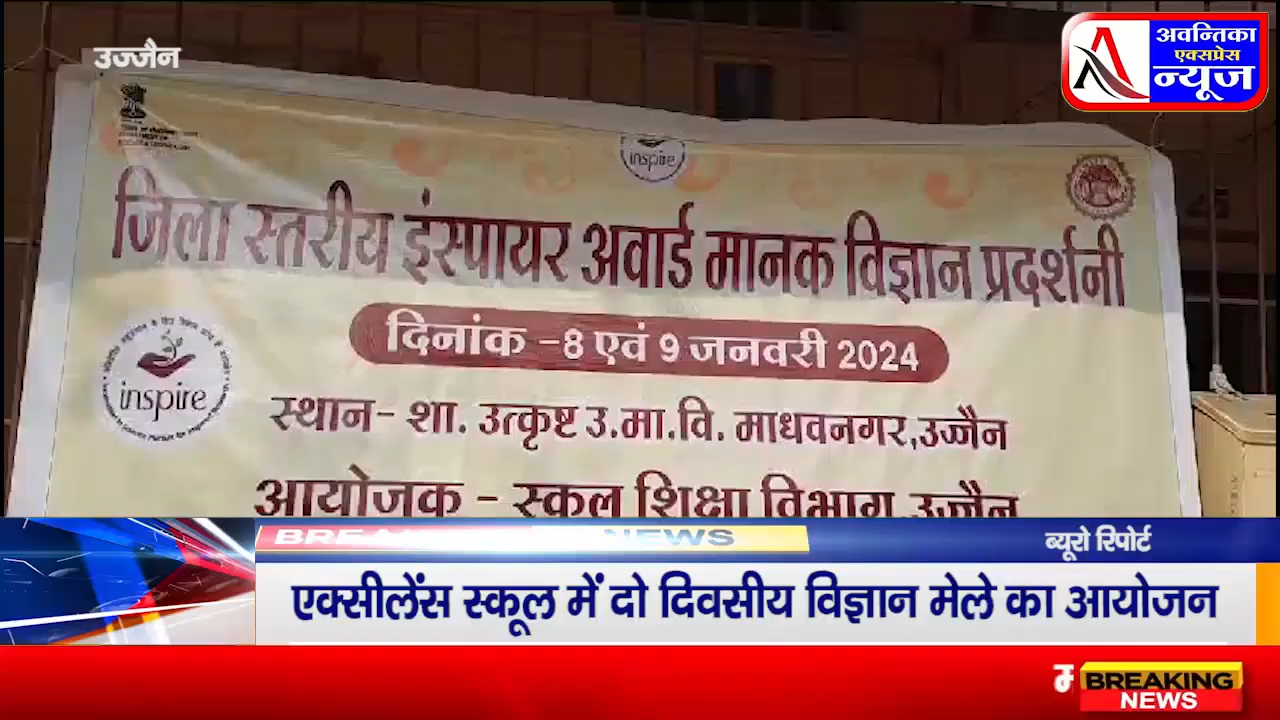 उज्जैन
अवन्तिका
एक्सप्रेस
न्यूज
inspire
जिला स्तरीय इंस्पायर अवार्ड मानक विज्ञान प्रदर्शनी
दिनांक -8 एवं 9 जनवरी 2024
inspire
स्थान- शा. उत्कृष्ट उ.मा.वि. माधवनगर,उज्जैन
आयोजक - स्कूल शिक्षा विभाग,उज्जैन
NEWS
ब्यूरो रिपोर्ट
एक्सीलेंस स्कूल में दो दिवसीय विज्ञान मेले का आयोजन
BREAKING
NEWS